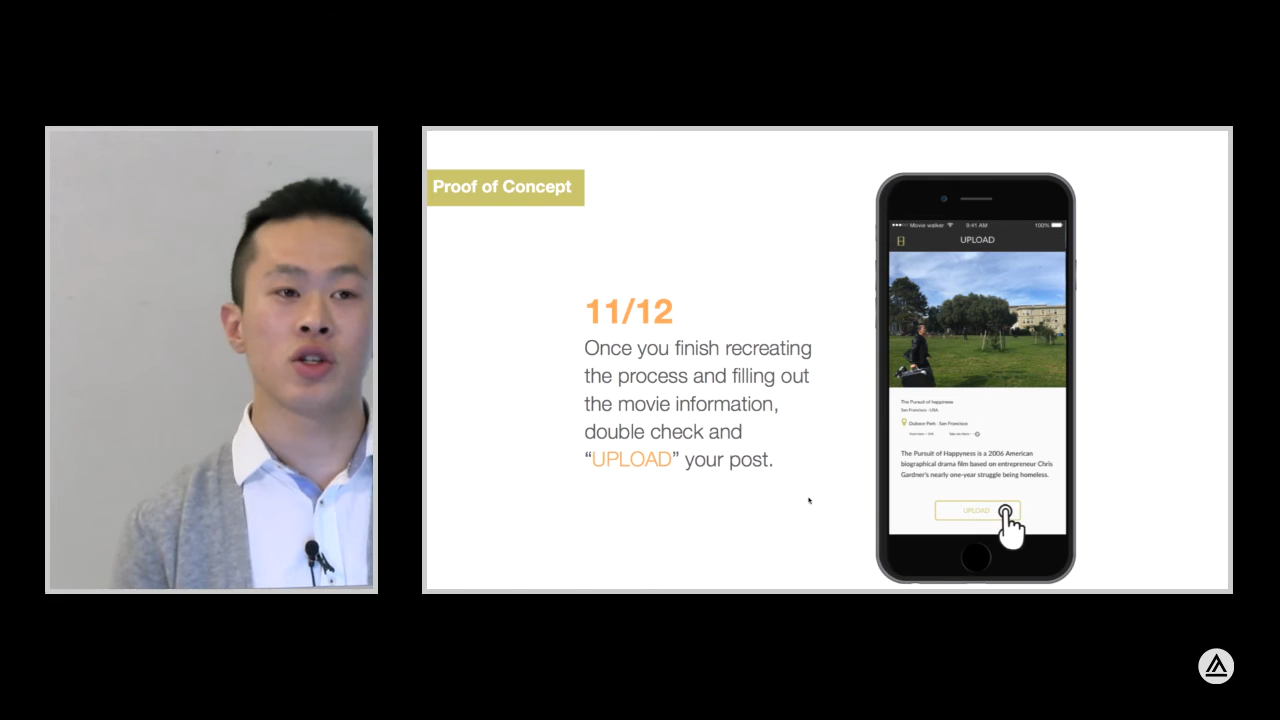 Proof of Concept
11/12
Once you finish recreating
the process and filling out
the movie information,
double check and
“UPLOAD” your post.
Movie walker
9:41 AM
100%
UPLOAD
The Pursuit of happyness
San Francisco - USA
Duboce Park - San Francisco
The Pursuit of Happyness is a 2006 American
biographical drama film based on entrepreneur Chris
Gardner's nearly one-year struggle being homeless.
UPLOAD